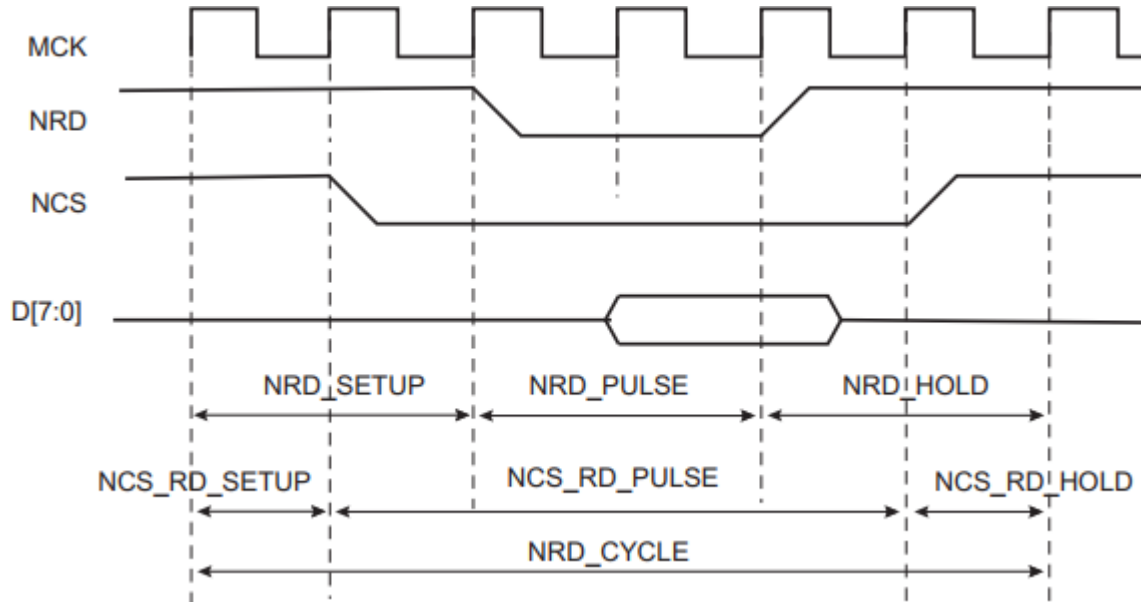 MCK
NRD
NCS
D[7:0]
NRD_SETUP NRD_PULSE NRD_HOLD
NCS_RD_SETUP NCS_RD_PULSE NCS_RD_HOLD
NRD_CYCLE